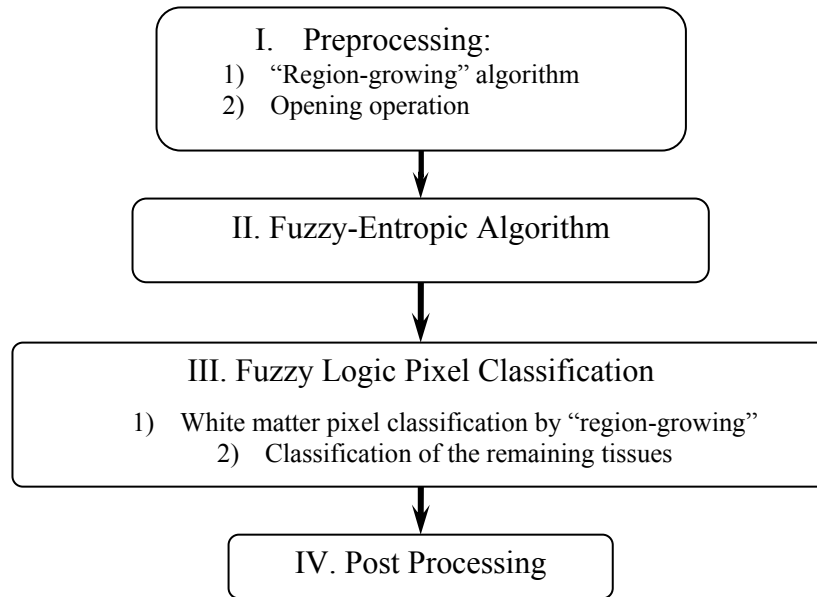 I. Preprocessing:
1) “Region-growing” algorithm
2) Opening operation
II. Fuzzy-Entropic Algorithm
III. Fuzzy Logic Pixel Classification
1) White matter pixel classification by “region-growing”
2) Classification of the remaining tissues
IV. Post Processing